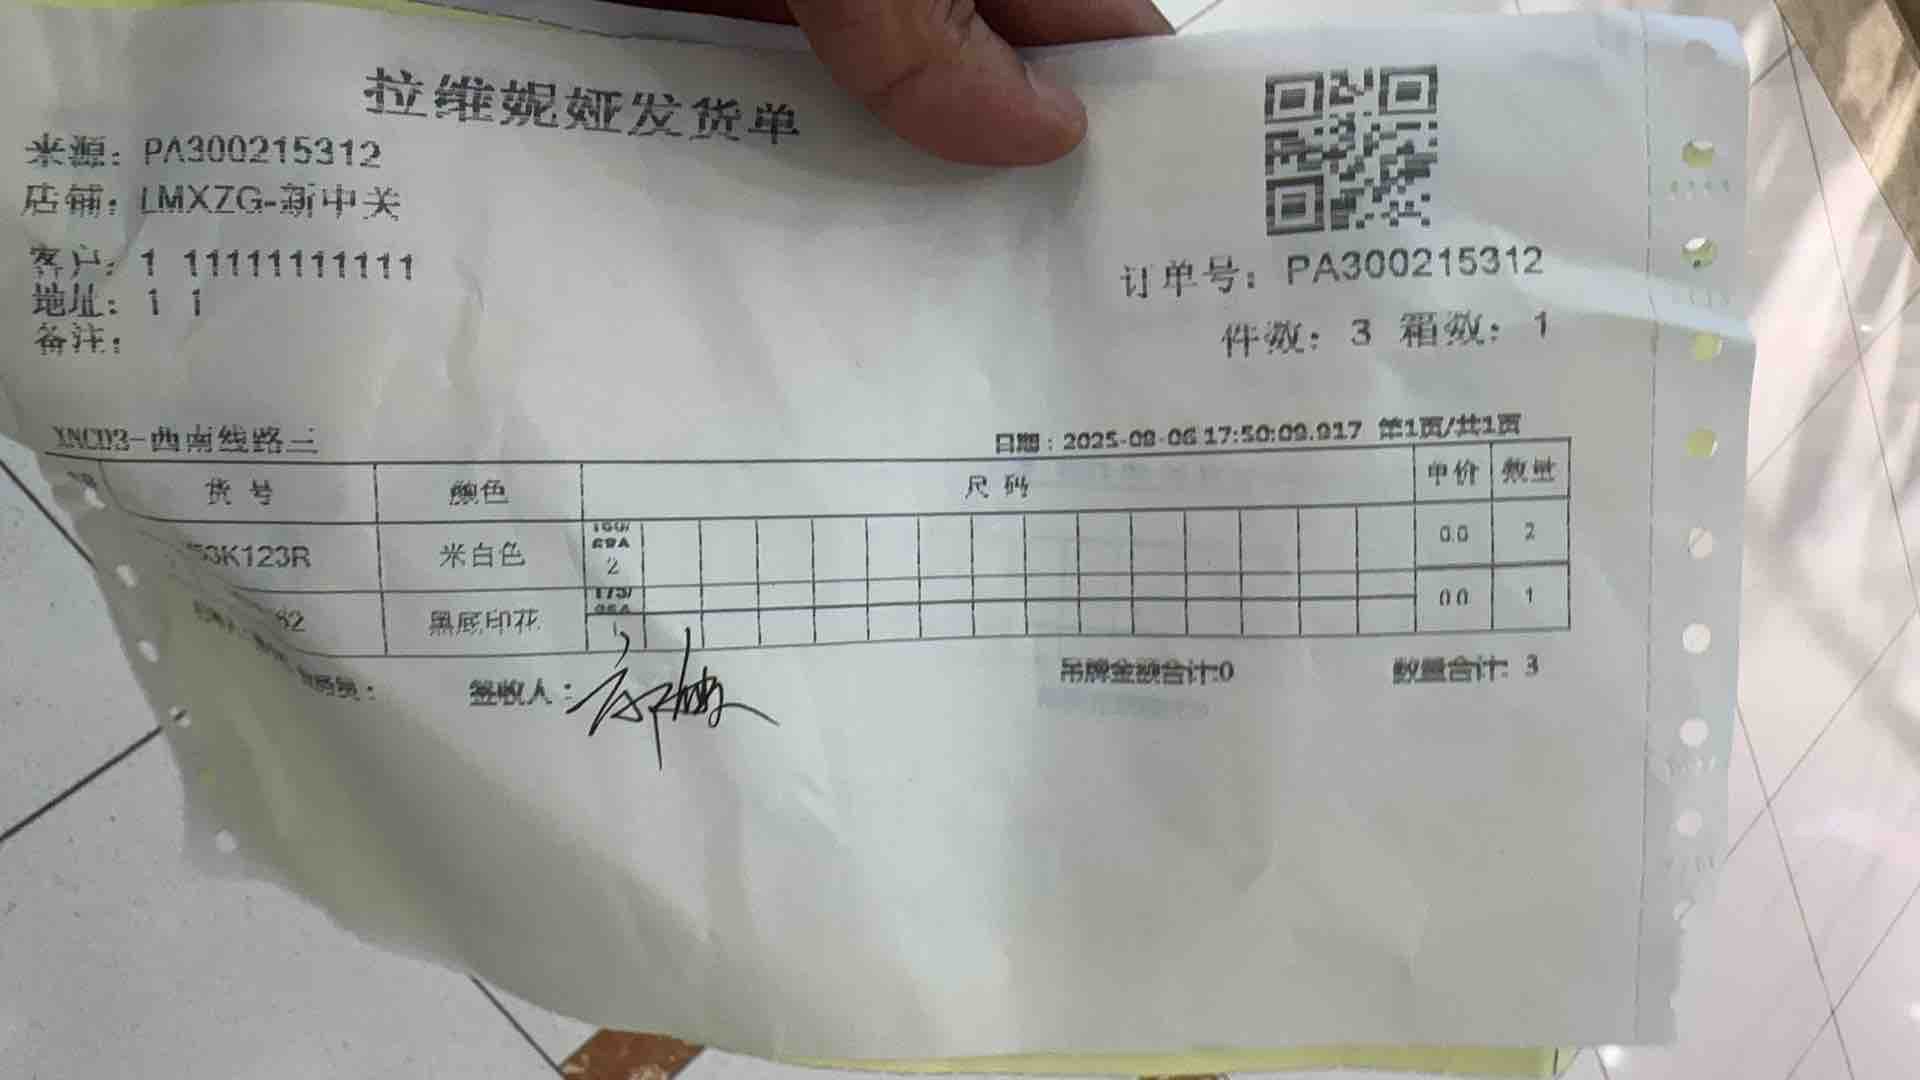 拉维妮娅发货单
来源：PA300215312
店铺：LMXZG-新中关
客户：1 11111111111
地址：1 1
备注：
订单号：PA300215312
件数：3 箱数：1
XNCD3-西南线路三
日期：2025-08-06 17:50:09.917 第1页/共1页
货号 颜色 尺码 单价 数量
3K123R 米白色 2 0.0 2
82 黑底印花 1 0.0 1
签收人：
吊牌金额合计:0
数量合计：3